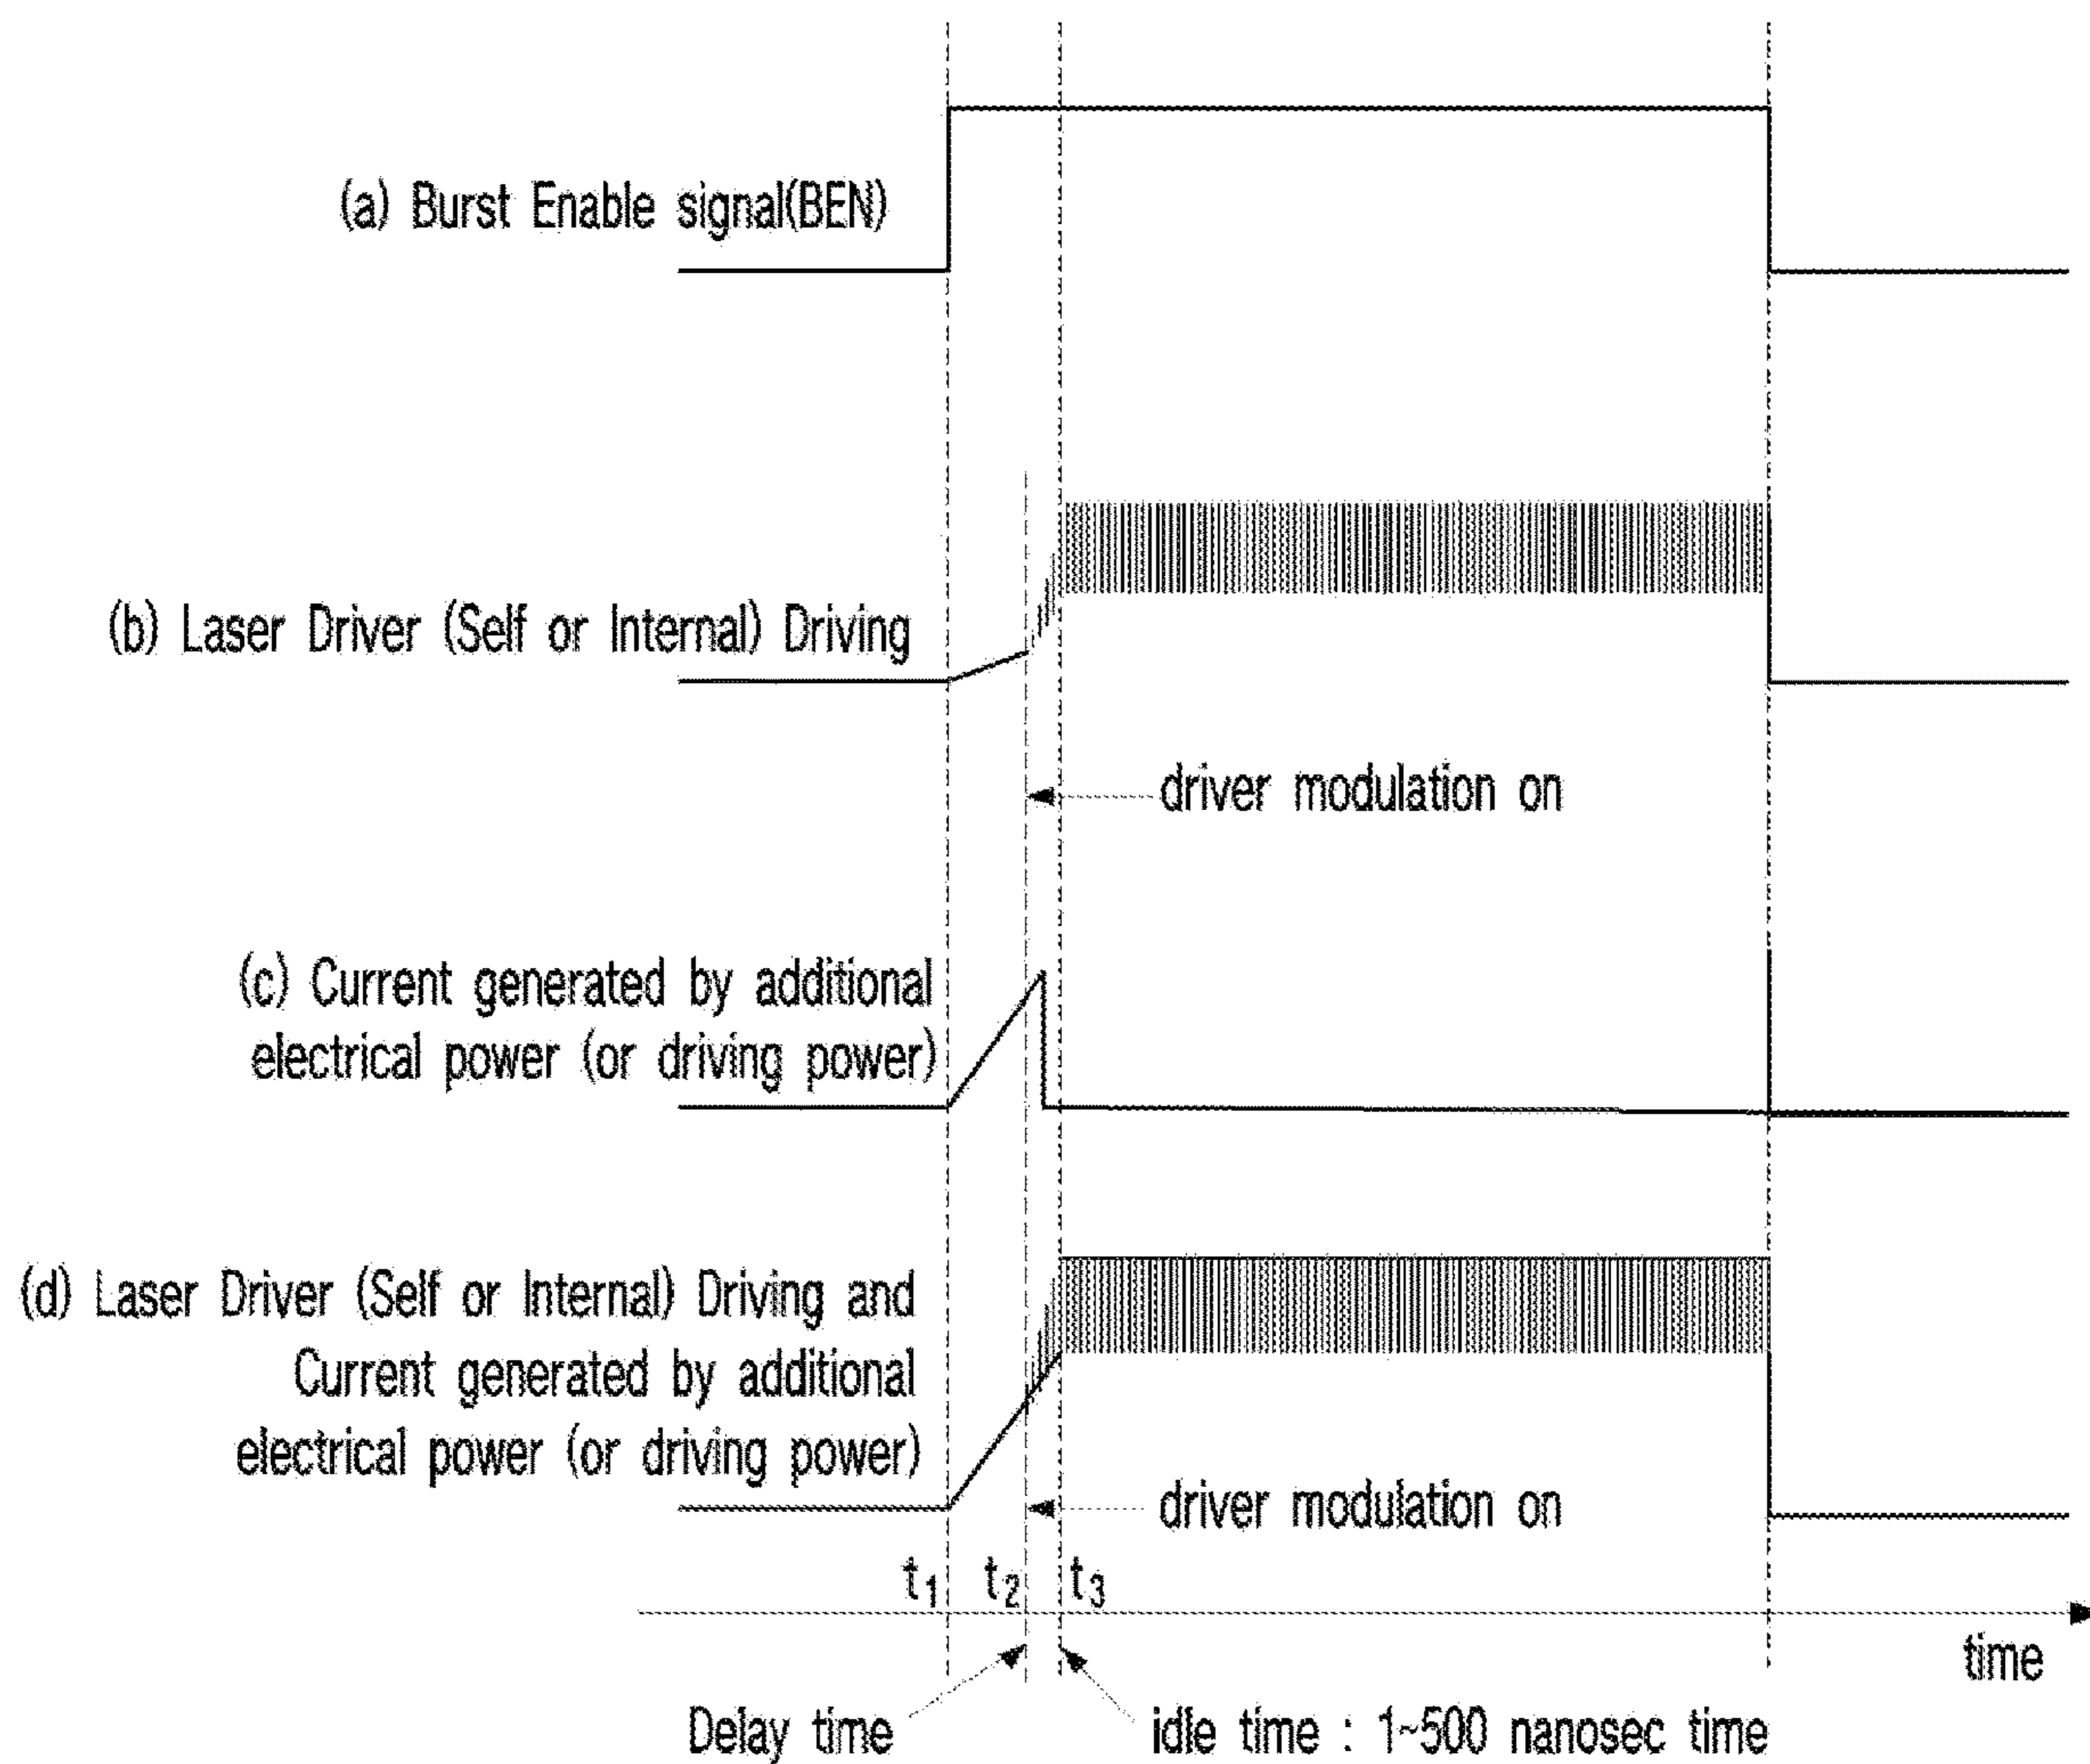 (a) Burst Enable signal(BEN)
(b) Laser Driver (Self or Internal) Driving
driver modulation on
(c) Current generated by additional
electrical power (or driving power)
(d) Laser Driver (Self or Internal) Driving and
Current generated by additional
electrical power (or driving power)
driver modulation on
t1 t2 t3
time
Delay time
idle time : 1~500 nanosec time